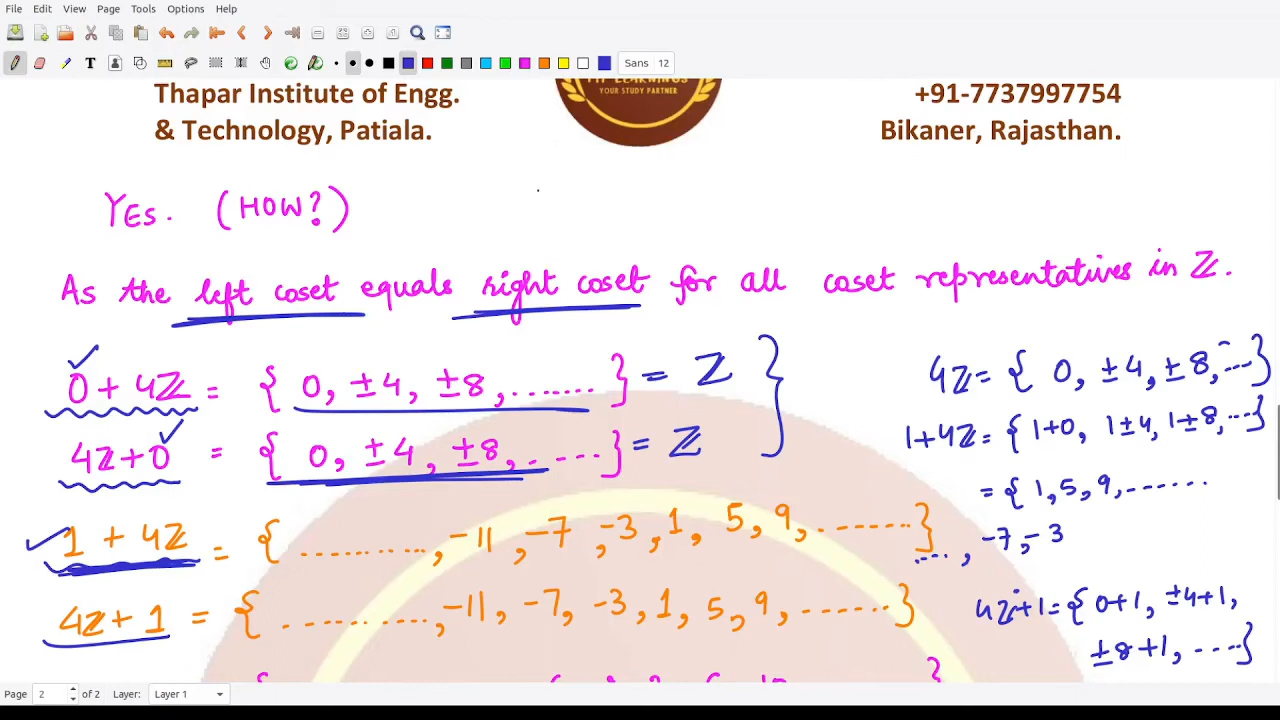 File Edit View Page Tools Options Help
Sans 12
Thapar Institute of Engg.
& Technology, Patiala.
YOUR STUDY PARTNER
+91-7737997754
Bikaner, Rajasthan.
YES. (HOW?)
As the left coset equals right coset for all coset representatives in ℤ.
0 + 4ℤ = { 0, ±4, ±8, ...... } = ℤ
4ℤ+0 = { 0, ±4, ±8, ..... } = ℤ
1 + 4ℤ = { .........., -11, -7, -3, 1, 5, 9, ........ }
4ℤ + 1 = { ..........., -11, -7, -3, 1, 5, 9, ....... }
4ℤ = { 0, ±4, ±8, .... }
1+4ℤ = { 1+0, 1±4, 1±8, .... }
= { 1, 5, 9, .......
...., -7, -3
4ℤ+1 = { 0+1, ±4+1,
±8+1, .... }
Page 2 of 2 Layer: Layer 1